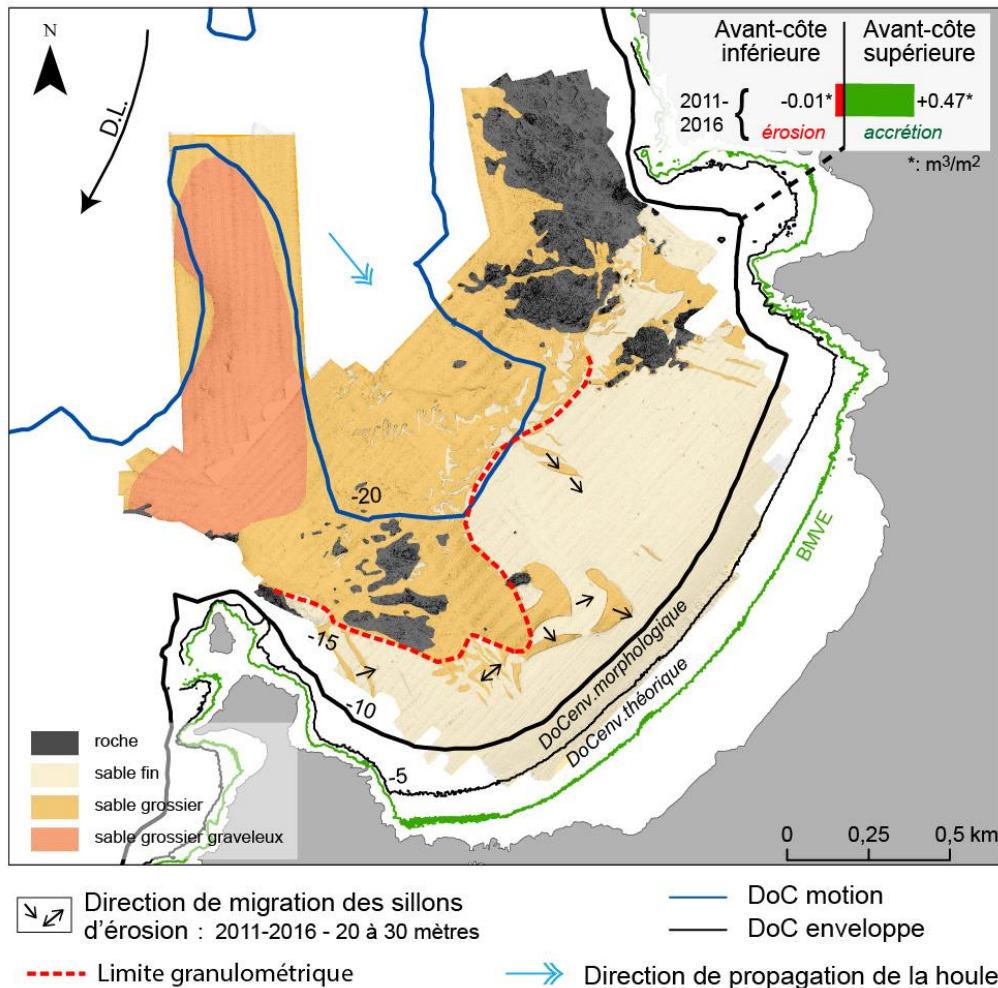 N
D.L.
Avant-côte inférieure
Avant-côte supérieure
2011-2016
-0.01*
+0.47*
érosion
accrétion
*: m³/m²
-20
-15
-10
-5
BMVE
DoCenv.morphologique
DoCenv.théorique
roche
sable fin
sable grossier
sable grossier graveleux
0 0,25 0,5 km
Direction de migration des sillons
d'érosion : 2011-2016 - 20 à 30 mètres
DoC motion
DoC enveloppe
Limite granulométrique
Direction de propagation de la houle